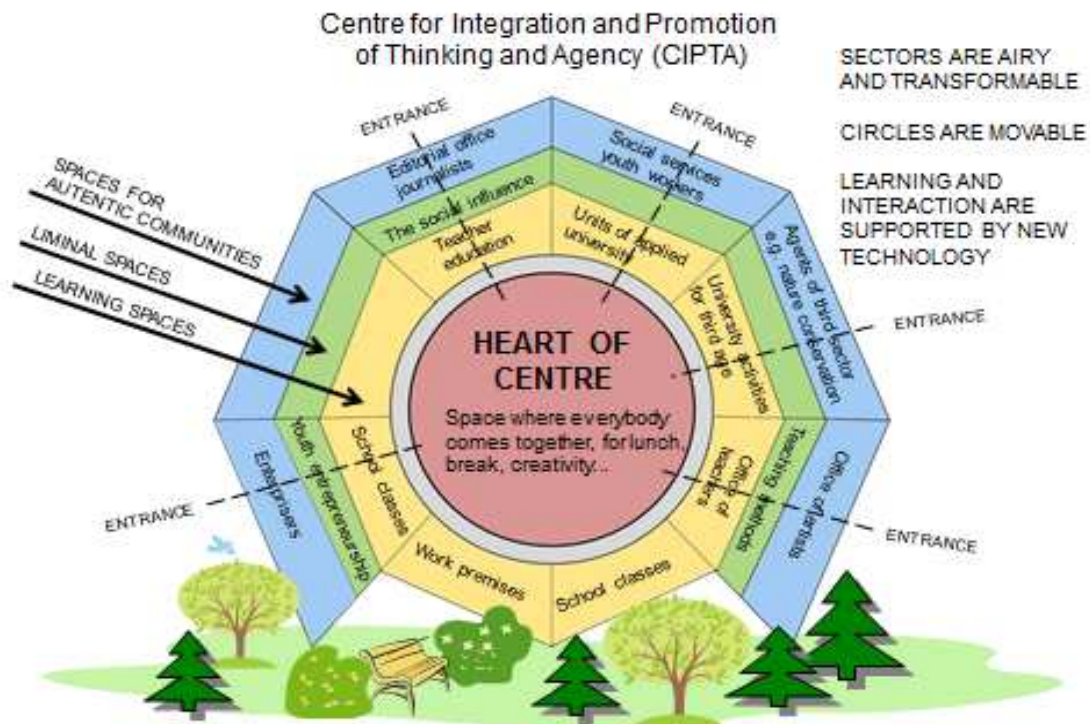 Centre for Integration and Promotion
of Thinking and Agency (CIPTA)
SECTORS ARE AIRY
AND TRANSFORMABLE
CIRCLES ARE MOVABLE
LEARNING AND
INTERACTION ARE
SUPPORTED BY NEW
TECHNOLOGY
SPACES FOR
AUTENTIC COMMUNITIES
LIMINAL SPACES
LEARNING SPACES
ENTRANCE
ENTRANCE
ENTRANCE
ENTRANCE
ENTRANCE
Editorial office
journalists
The social influence
Teacher
edudation
Social services
youth workers
Units of applied
university
Agents of third sector
e.g. nature conservation
University activities
for third age
Office of artists
Teaching methods
Office of
teachers
School classes
Work premises
School classes
Youth entrepreneurship
Enteprisers
HEART OF
CENTRE
Space where everybody
comes together, for lunch,
break, creativity...